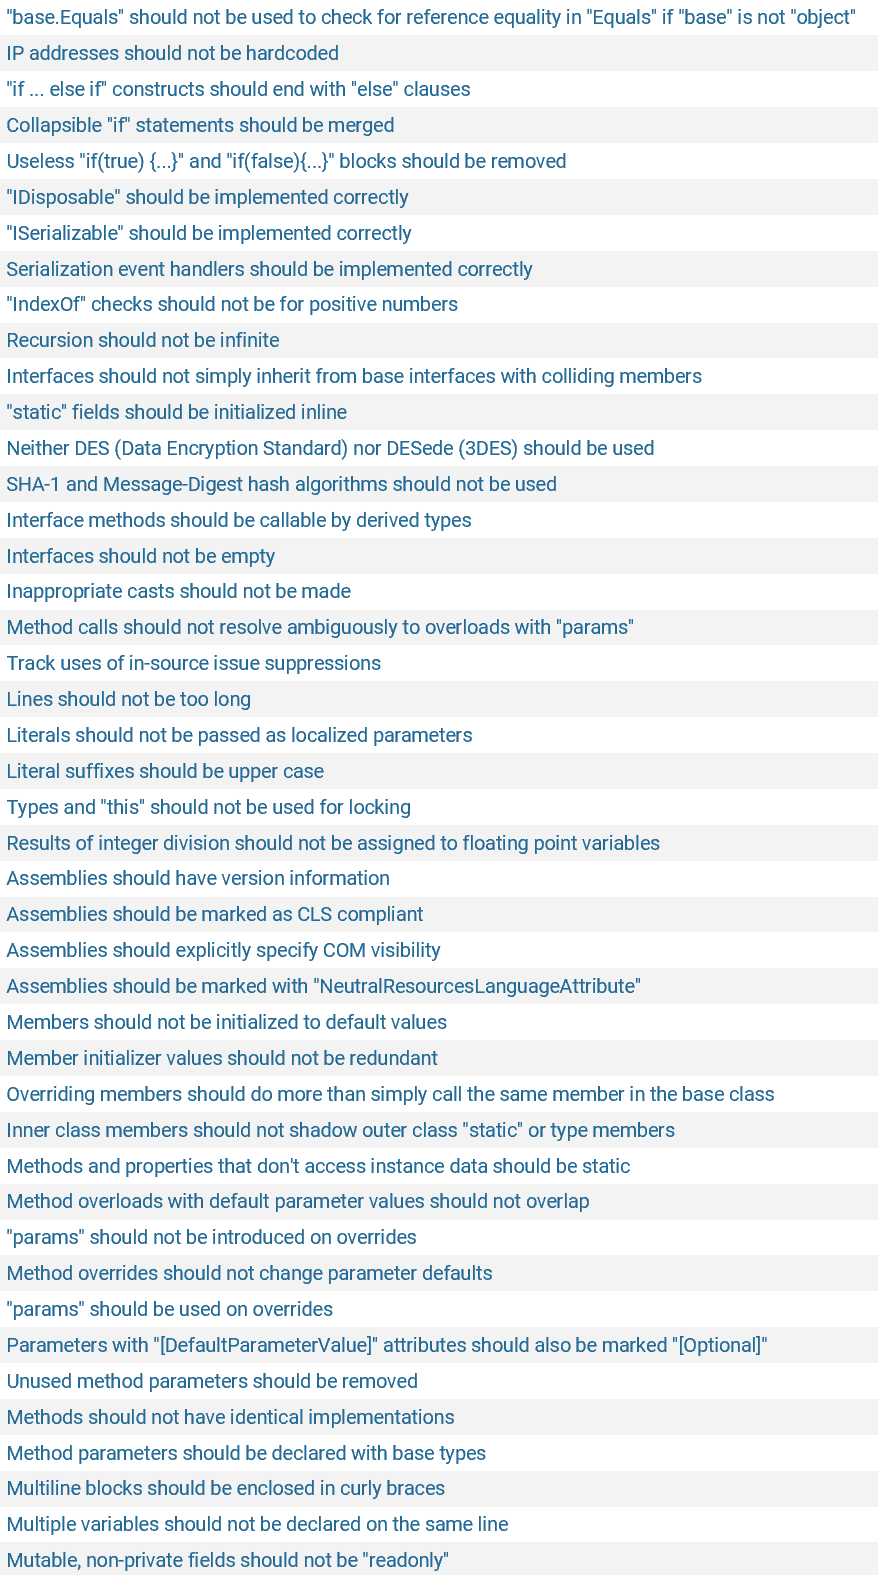 "base.Equals" should not be used to check for reference equality in "Equals" if "base" is not "object"
IP addresses should not be hardcoded
"if ... else if" constructs should end with "else" clauses
Collapsible "if" statements should be merged
Useless "if(true) {...}" and "if(false){...}" blocks should be removed
"IDisposable" should be implemented correctly
"ISerializable" should be implemented correctly
Serialization event handlers should be implemented correctly
"IndexOf" checks should not be for positive numbers
Recursion should not be infinite
Interfaces should not simply inherit from base interfaces with colliding members
"static" fields should be initialized inline
Neither DES (Data Encryption Standard) nor DESede (3DES) should be used
SHA-1 and Message-Digest hash algorithms should not be used
Interface methods should be callable by derived types
Interfaces should not be empty
Inappropriate casts should not be made
Method calls should not resolve ambiguously to overloads with "params"
Track uses of in-source issue suppressions
Lines should not be too long
Literals should not be passed as localized parameters
Literal suffixes should be upper case
Types and "this" should not be used for locking
Results of integer division should not be assigned to floating point variables
Assemblies should have version information
Assemblies should be marked as CLS compliant
Assemblies should explicitly specify COM visibility
Assemblies should be marked with "NeutralResourcesLanguageAttribute"
Members should not be initialized to default values
Member initializer values should not be redundant
Overriding members should do more than simply call the same member in the base class
Inner class members should not shadow outer class "static" or type members
Methods and properties that don't access instance data should be static
Method overloads with default parameter values should not overlap
"params" should not be introduced on overrides
Method overrides should not change parameter defaults
"params" should be used on overrides
Parameters with "[DefaultParameterValue]" attributes should also be marked "[Optional]"
Unused method parameters should be removed
Methods should not have identical implementations
Method parameters should be declared with base types
Multiline blocks should be enclosed in curly braces
Multiple variables should not be declared on the same line
Mutable, non-private fields should not be "readonly"